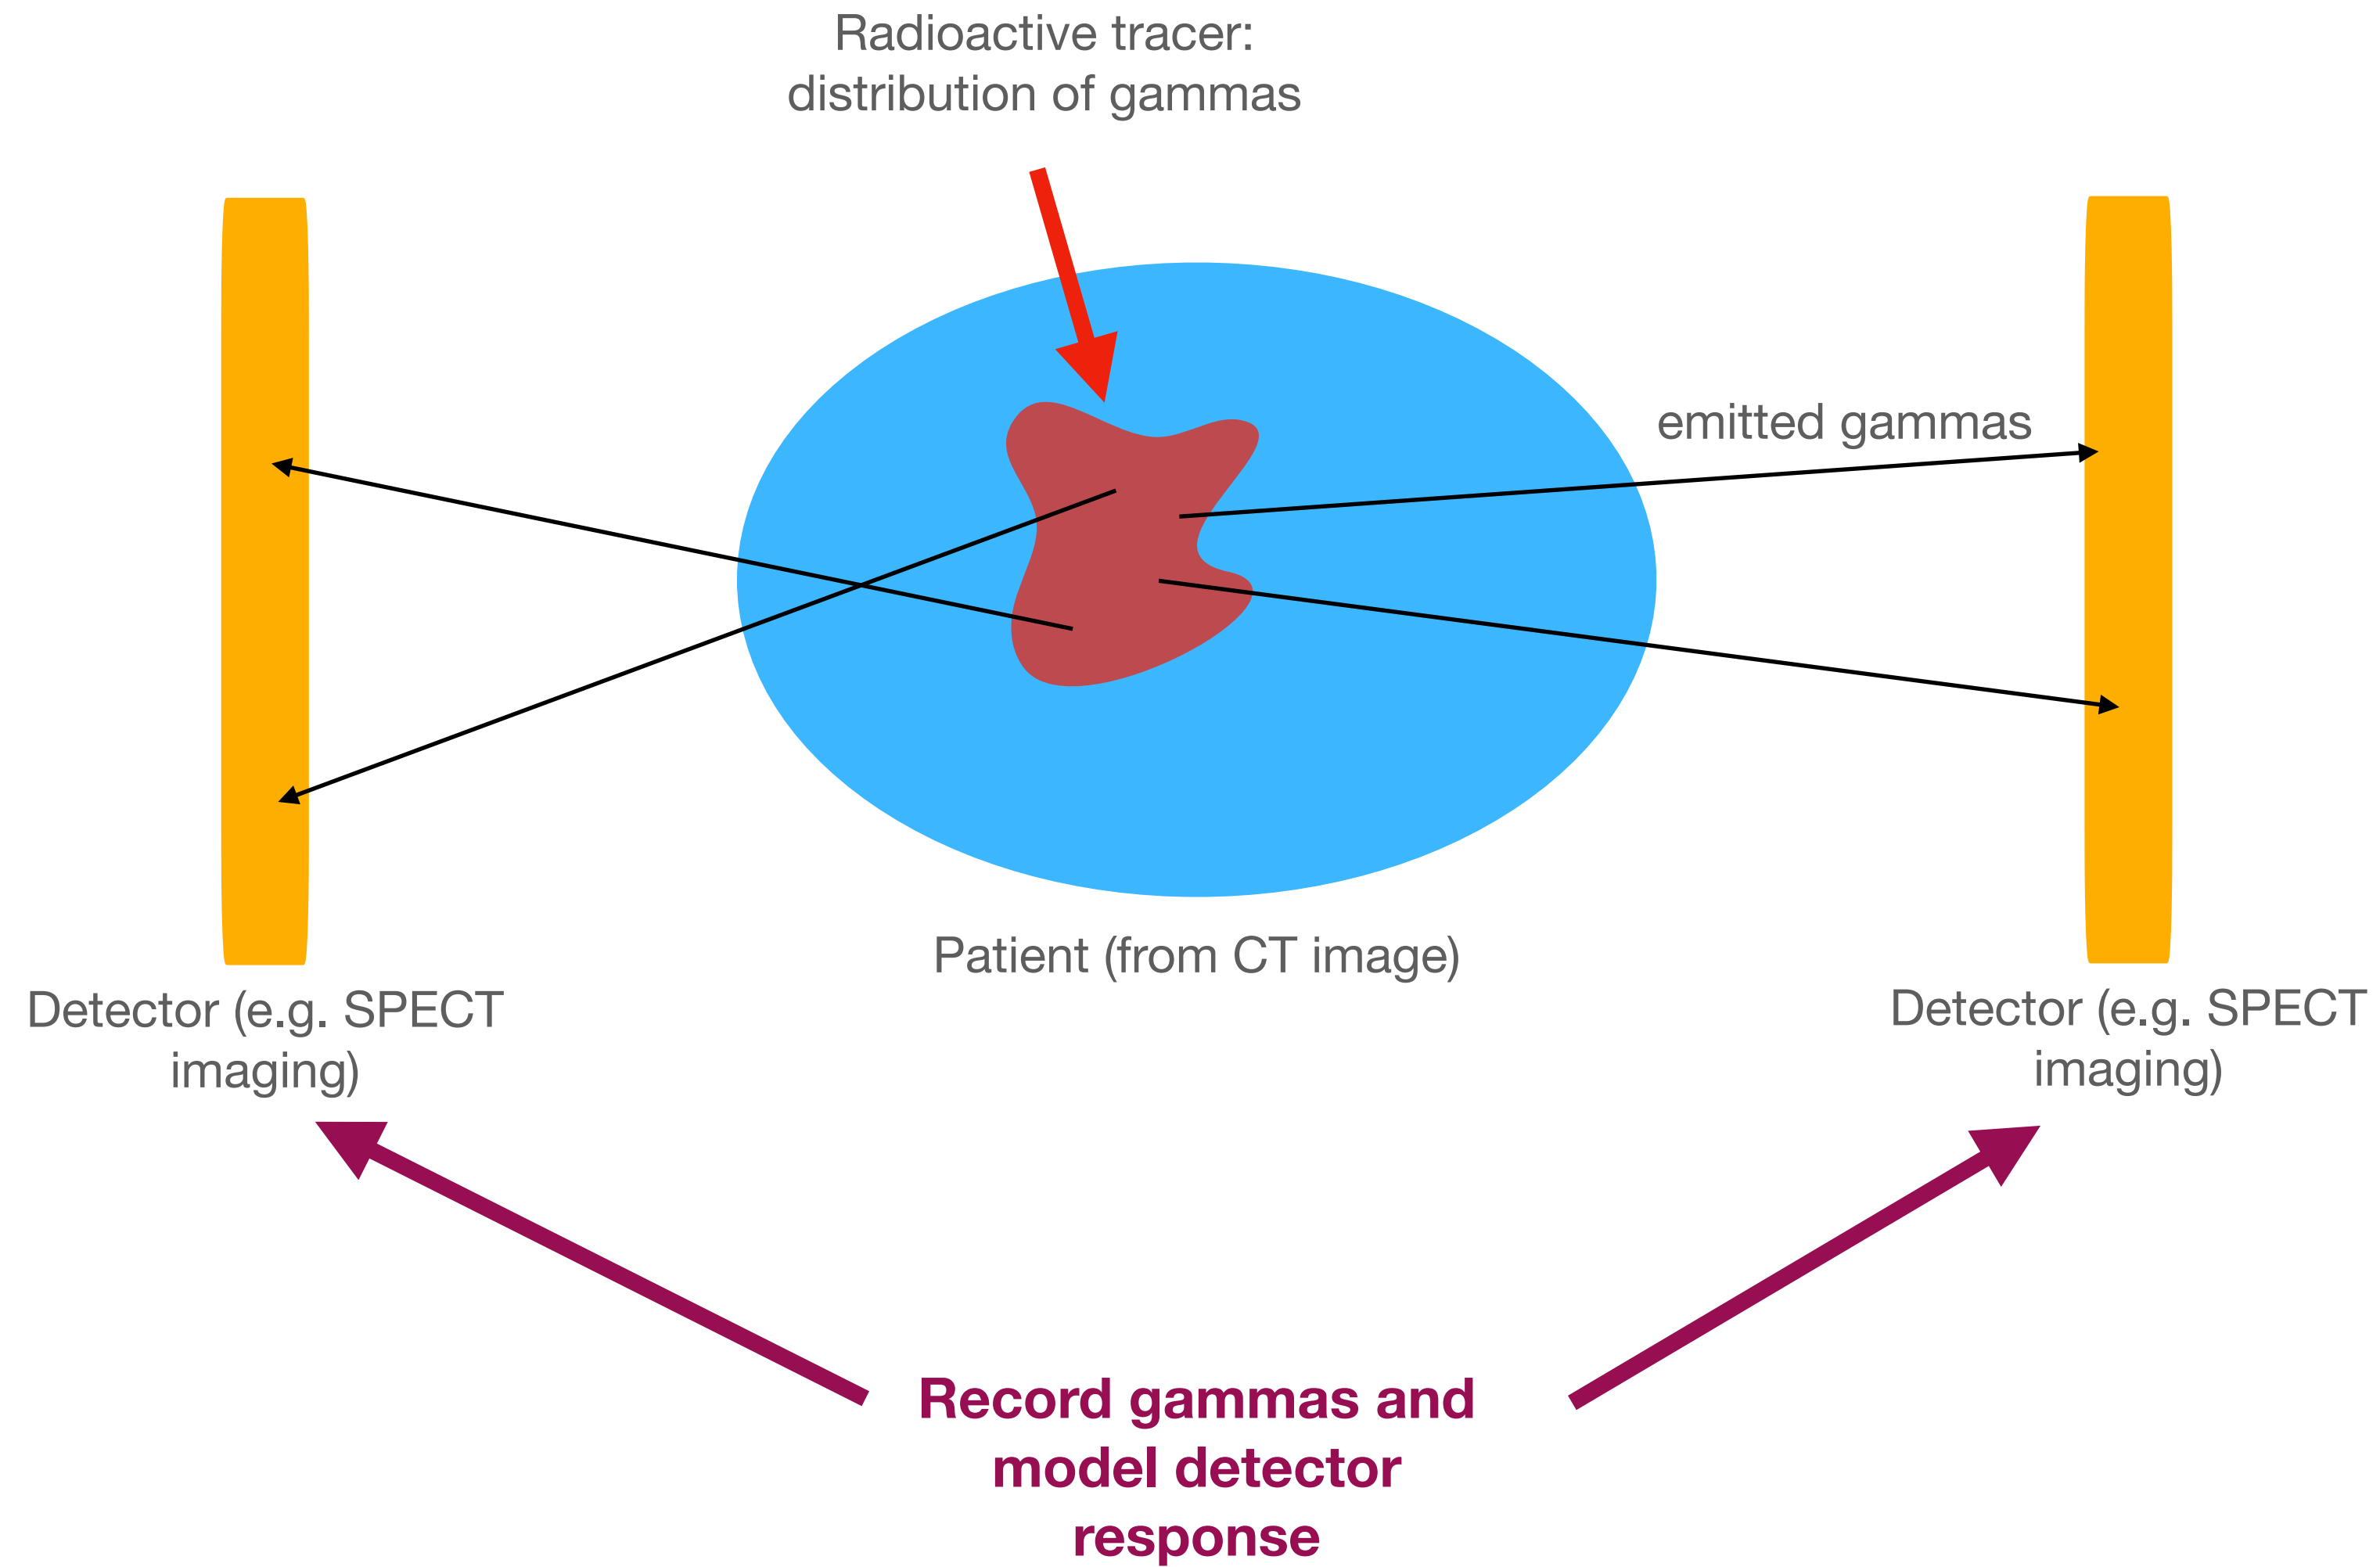 Radioactive tracer:
distribution of gammas
emitted gammas
Patient (from CT image)
Detector (e.g. SPECT
imaging)
Detector (e.g. SPECT
imaging)
Record gammas and
model detector
response